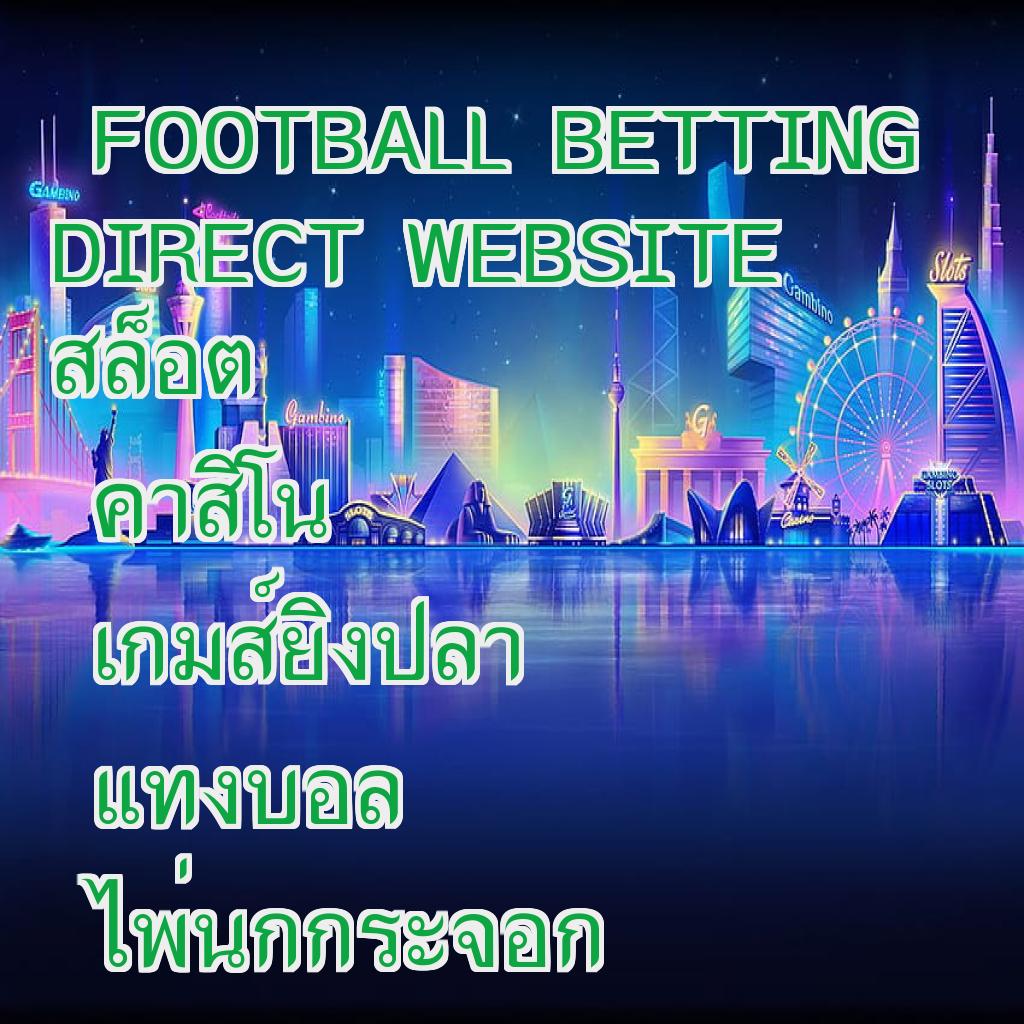 FOOTBALL BETTING
DIRECT WEBSITE
สล็อต
คาสิโน
เกมส์ยิงปลา
แทงบอล
ไพ่นกกระจอก
GAMBINO
Gambino
Slots
Gambino
VEGAS
G
SLOTS
Casino
GAMBINO
SLOTS